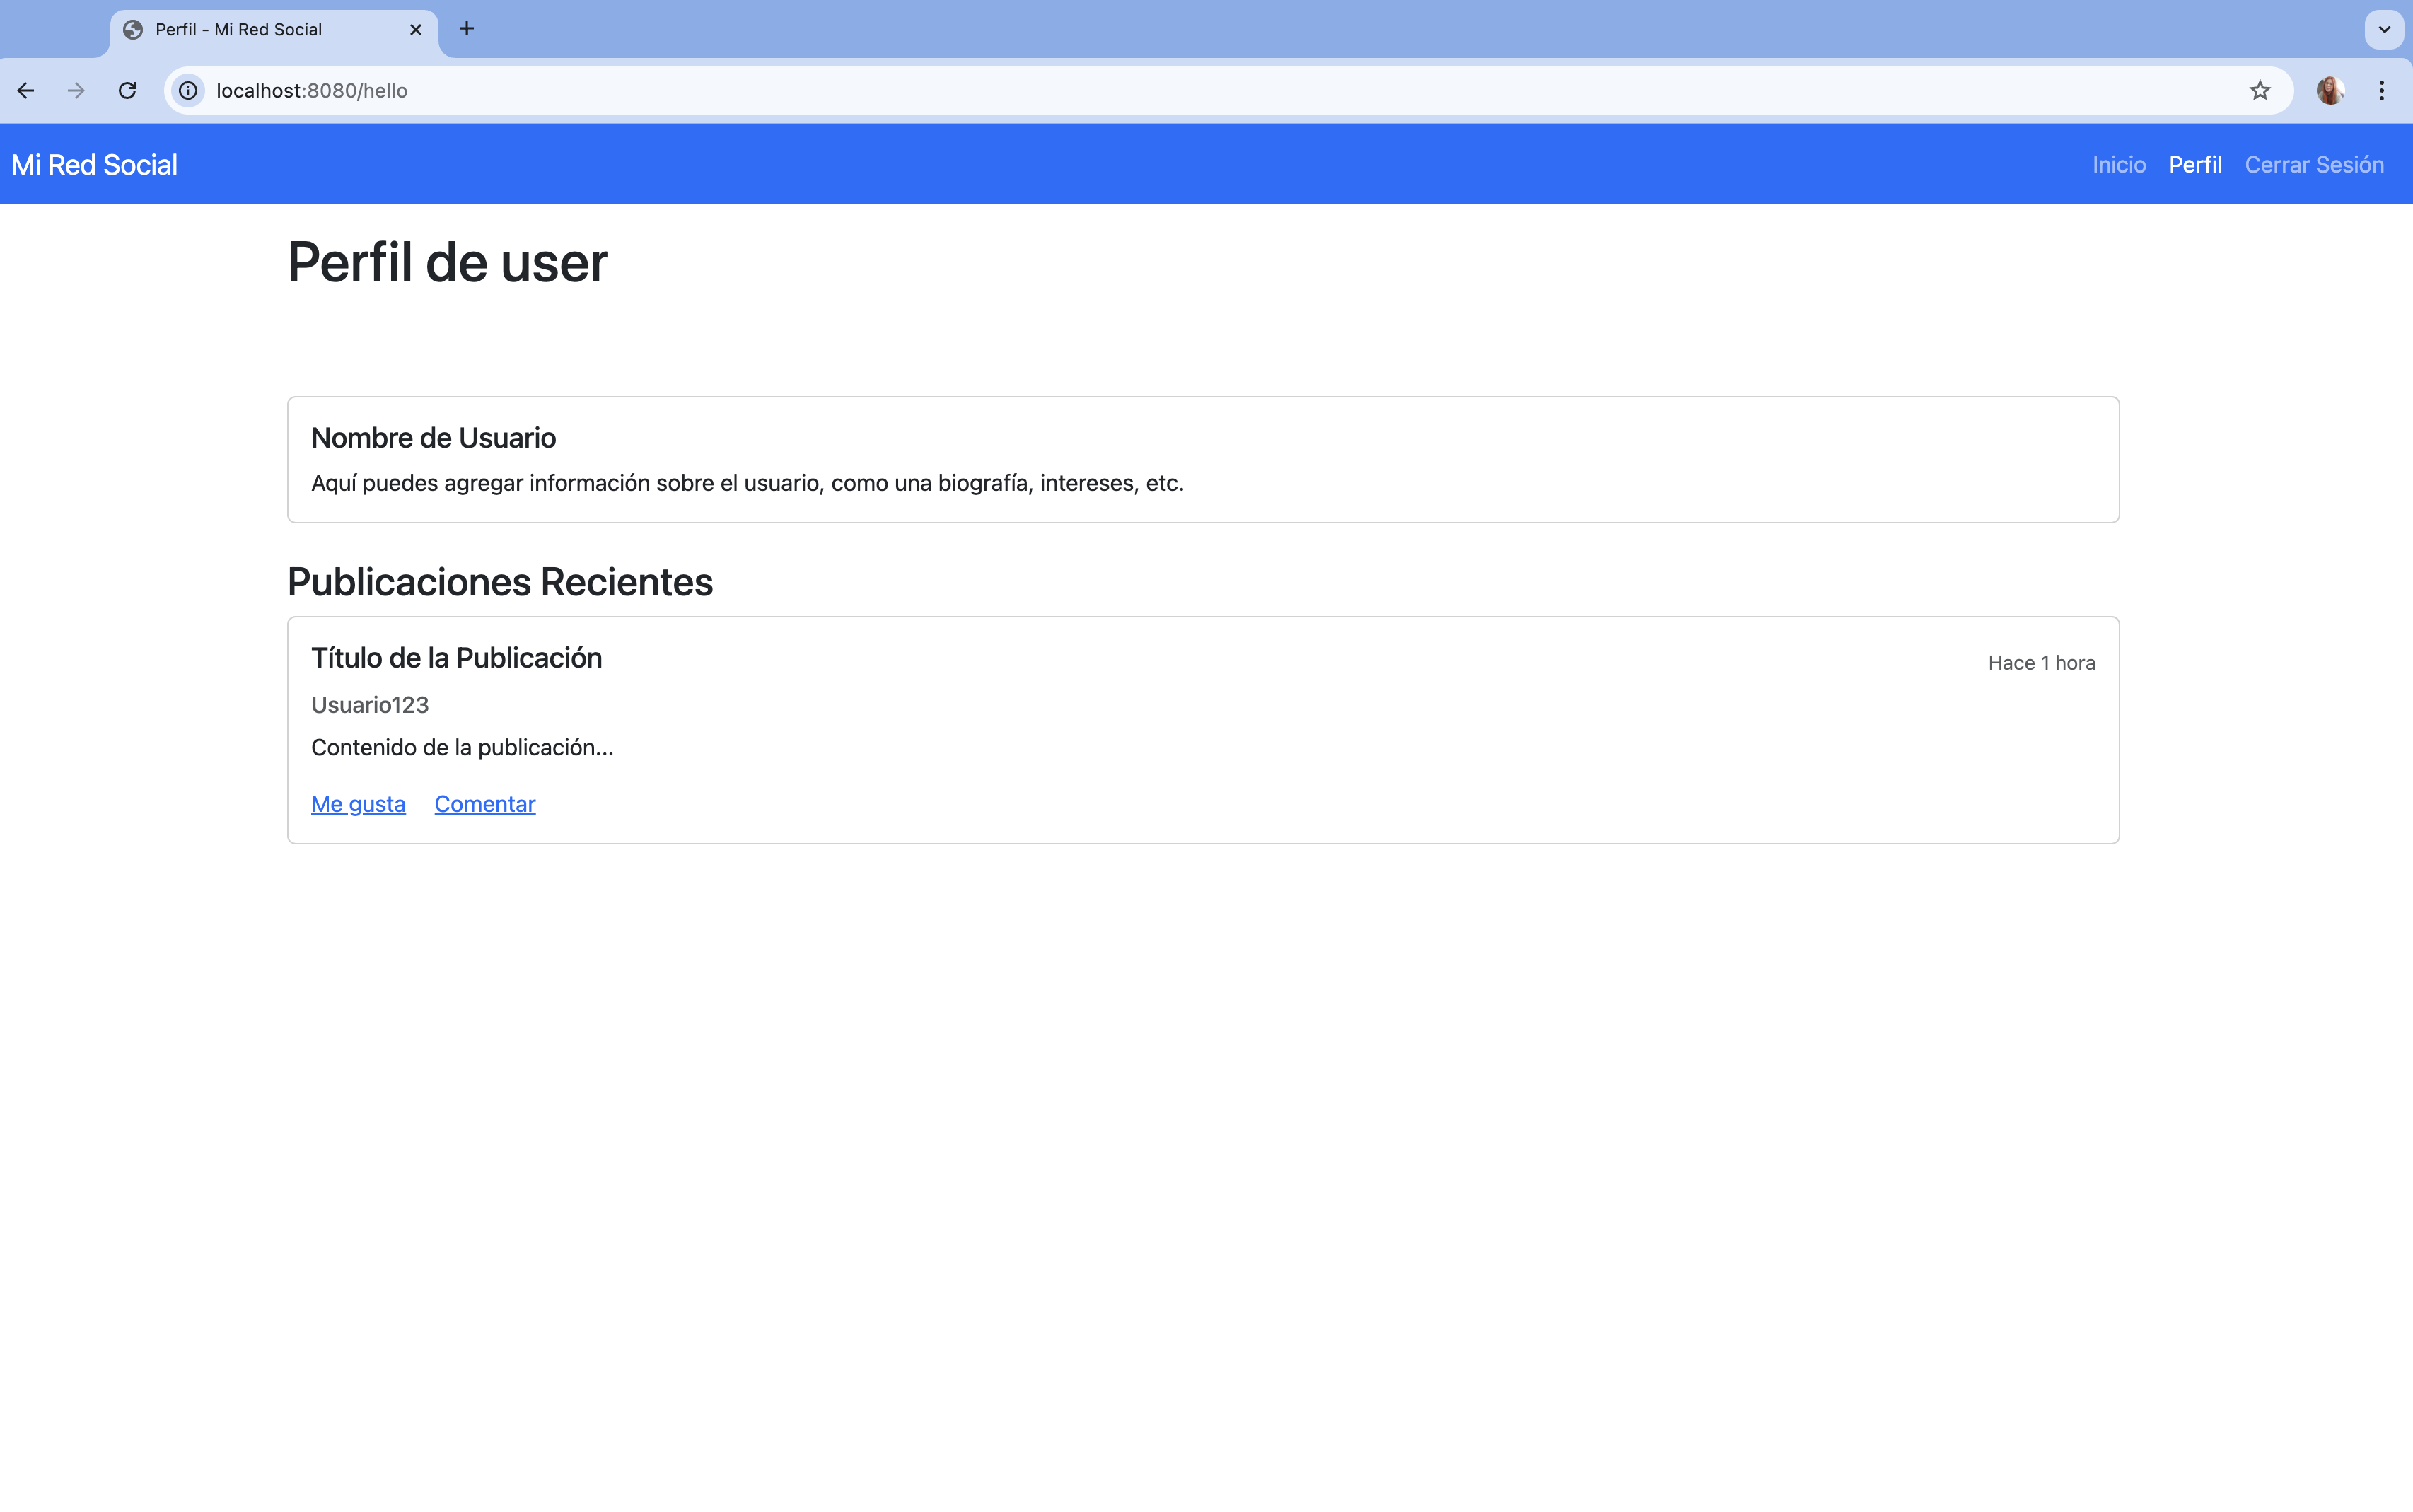 Perfil - Mi Red Social
localhost:8080/hello
Mi Red Social
Inicio Perfil Cerrar Sesión
Perfil de user
Nombre de Usuario
Aquí puedes agregar información sobre el usuario, como una biografía, intereses, etc.
Publicaciones Recientes
Título de la Publicación
Hace 1 hora
Usuario123
Contenido de la publicación...
Me gusta Comentar